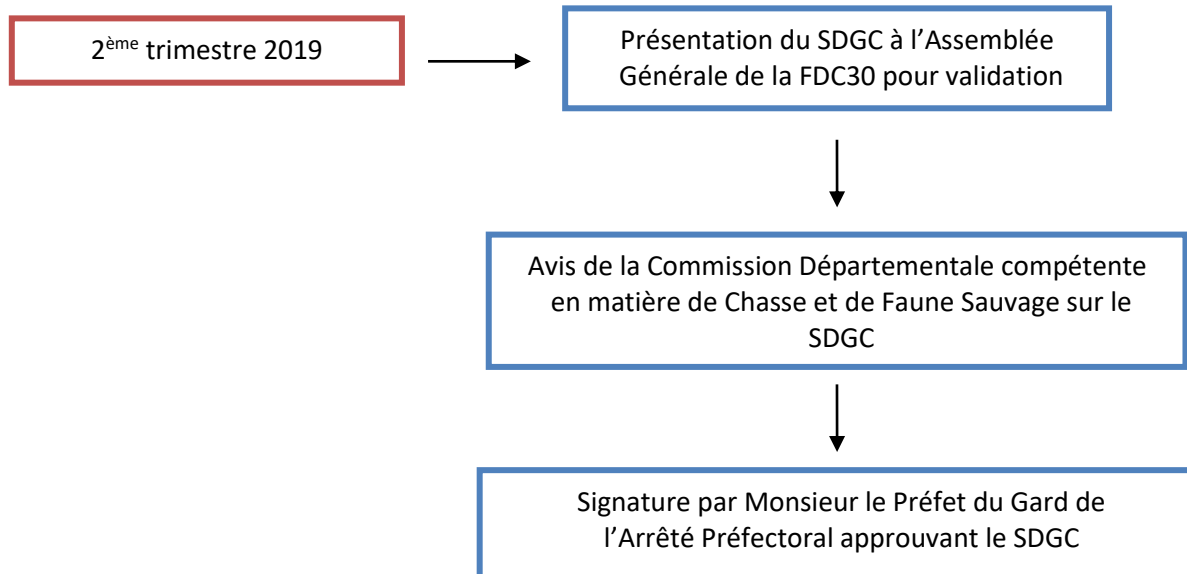 2ème trimestre 2019
Présentation du SDGC à l’Assemblée
Générale de la FDC30 pour validation
Avis de la Commission Départementale compétente
en matière de Chasse et de Faune Sauvage sur le
SDGC
Signature par Monsieur le Préfet du Gard de
l’Arrêté Préfectoral approuvant le SDGC